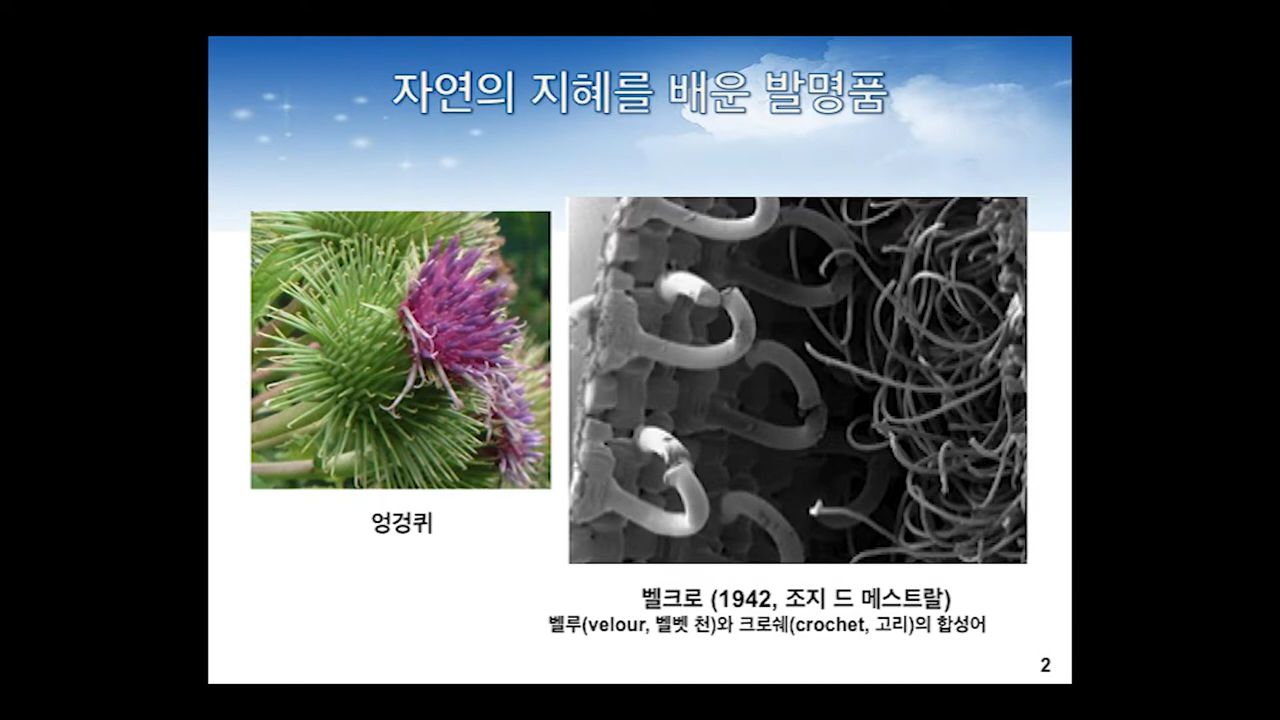 자연의 지혜를 배운 발명품
엉겅퀴
벨크로 (1942, 조지 드 메스트랄)
벨루(velour, 벨벳 천)와 크로쉐(crochet, 고리)의 합성어
2